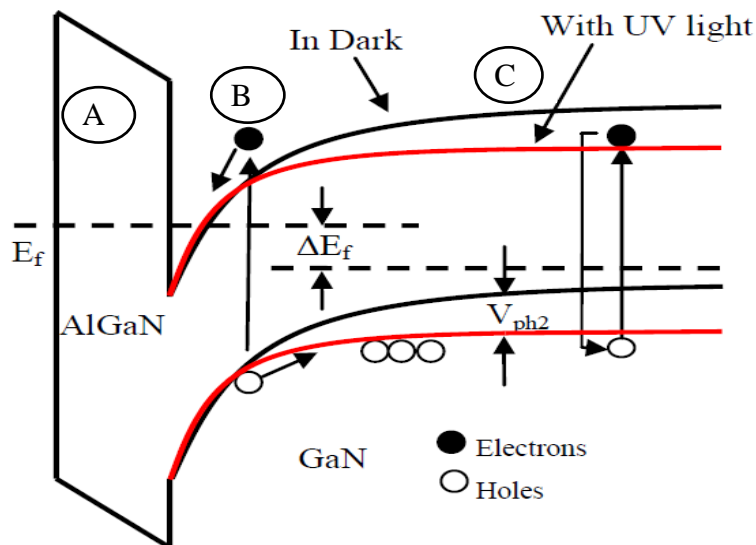 In Dark
With UV light
A
B
C
E_f
ΔE_f
AlGaN
V_ph2
GaN
Electrons
Holes